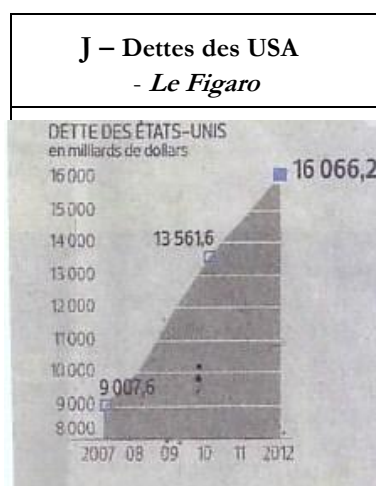 J – Dettes des USA
- Le Figaro
DETTE DES ÉTATS-UNIS
en milliards de dollars
16 000
16 066,2
15 000
14 000
13 561,6
13 000
12 000
11 000
10 000
9 007,6
9 000
8 000
2007 08 09 10 11 2012